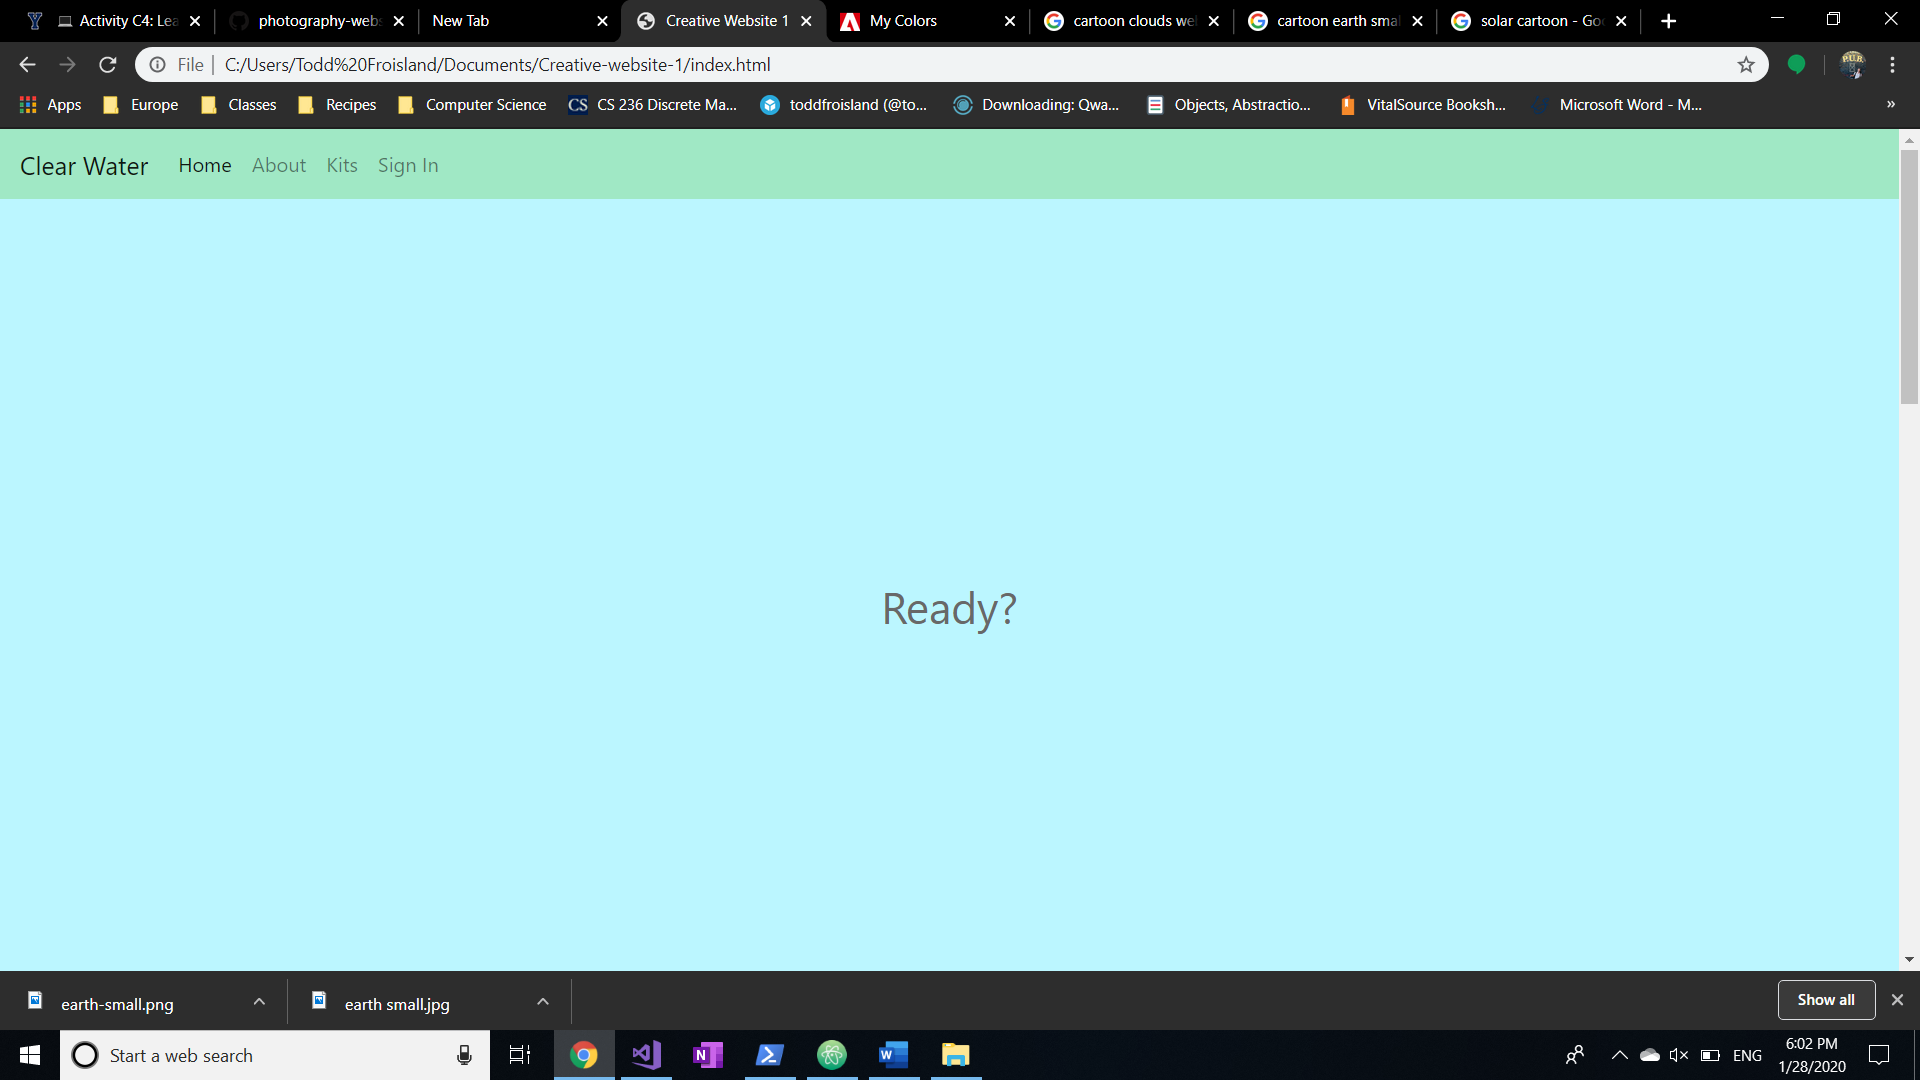 Activity C4: Lea
photography-webs
New Tab
Creative Website 1
My Colors
cartoon clouds we
cartoon earth sma
solar cartoon - Goo
File | C:/Users/Todd%20Froisland/Documents/Creative-website-1/index.html
Apps Europe Classes Recipes Computer Science CS CS 236 Discrete Ma... toddfroisland (@to... Downloading: Qwa... Objects, Abstractio... VitalSource Booksh... Microsoft Word - M... »
Clear Water Home About Kits Sign In
Ready?
earth-small.png earth small.jpg Show all
Start a web search ENG 6:02 PM
1/28/2020